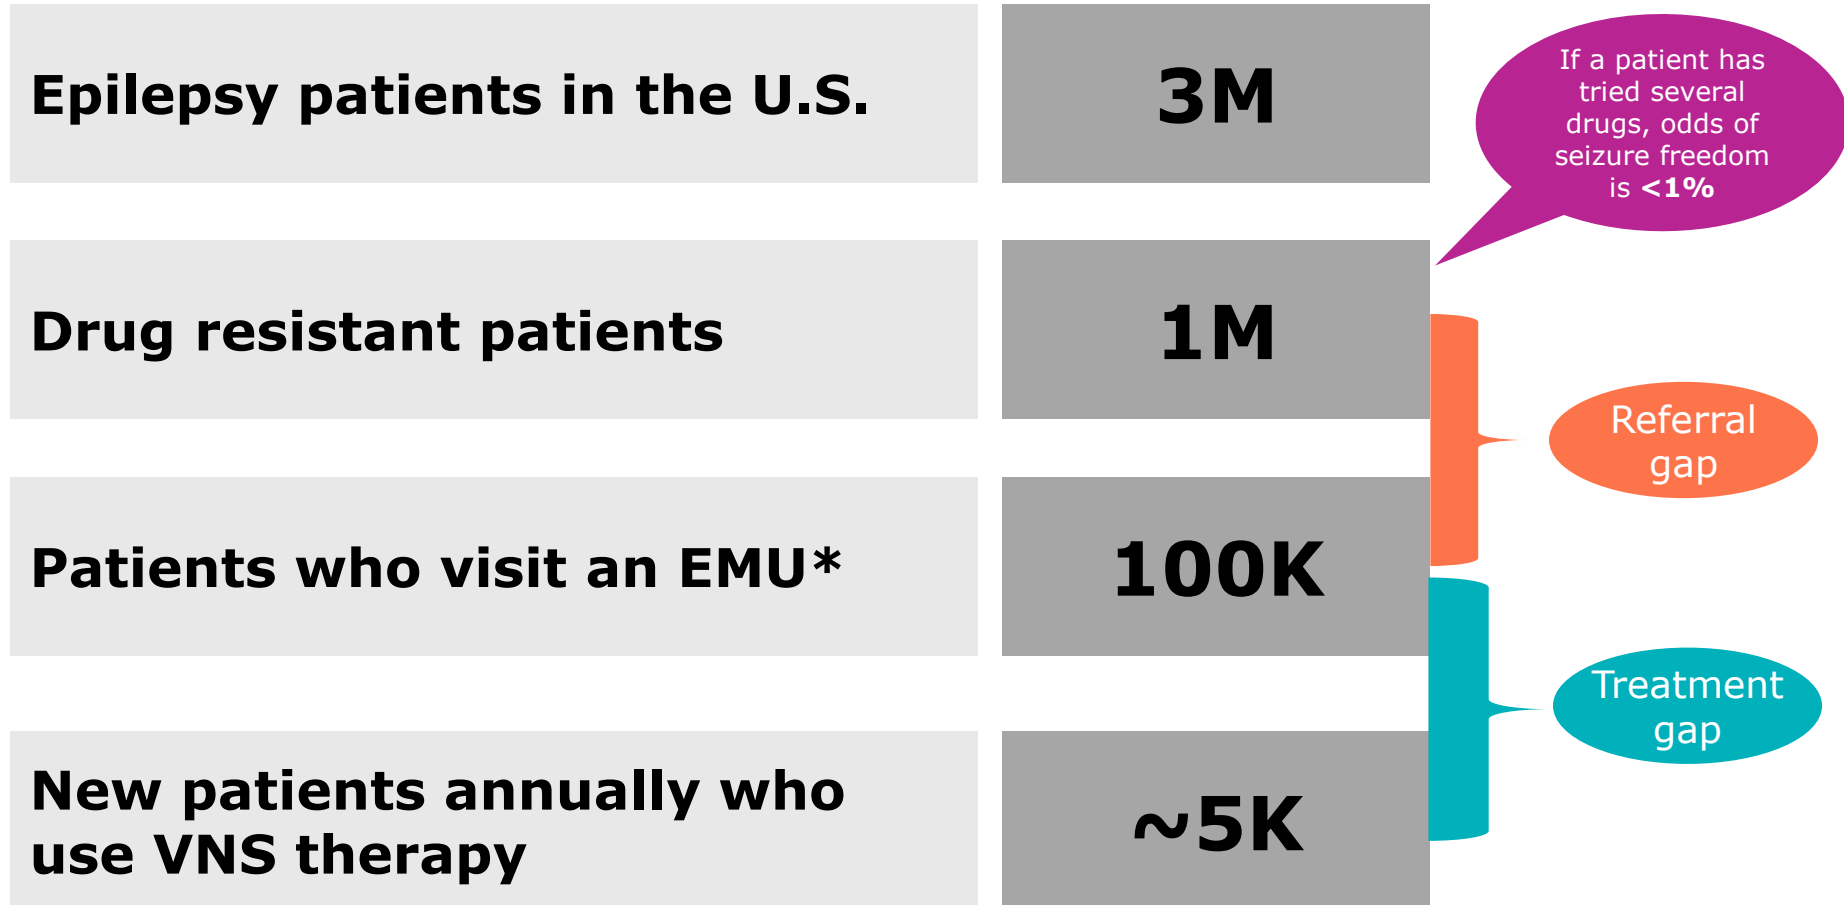 Epilepsy patients in the U.S.
3M
If a patient has
tried several
drugs, odds of
seizure freedom
is <1%
Drug resistant patients
1M
Referral
gap
Patients who visit an EMU*
100K
Treatment
gap
New patients annually who
use VNS therapy
~5K